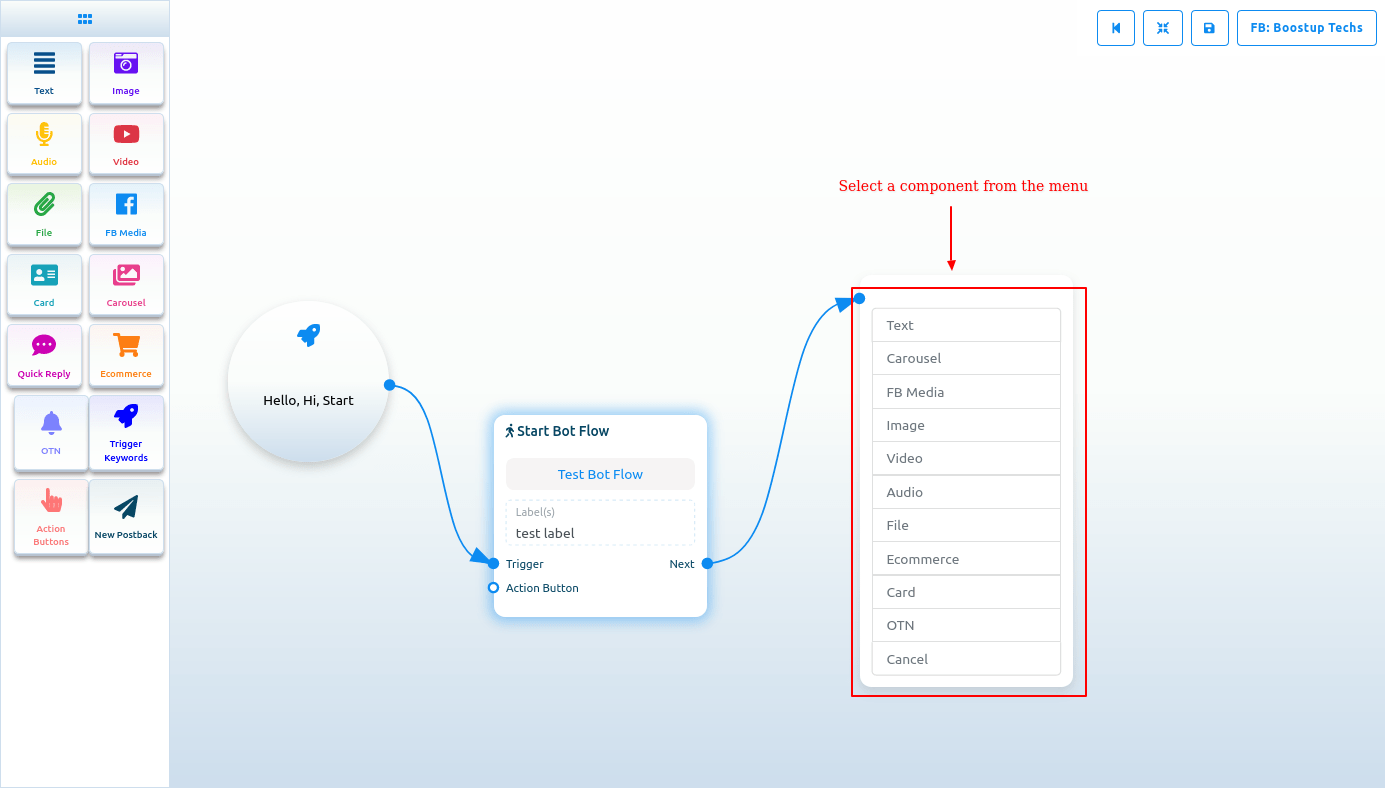 FB: Boostup Techs
Text
Image
Audio
Video
File
FB Media
Card
Carousel
Quick Reply
Ecommerce
OTN
Trigger
Keywords
Action
Buttons
New Postback
Hello, Hi, Start
Start Bot Flow
Test Bot Flow
Label(s)
test label
Trigger
Next
Action Button
Select a component from the menu
Text
Carousel
FB Media
Image
Video
Audio
File
Ecommerce
Card
OTN
Cancel